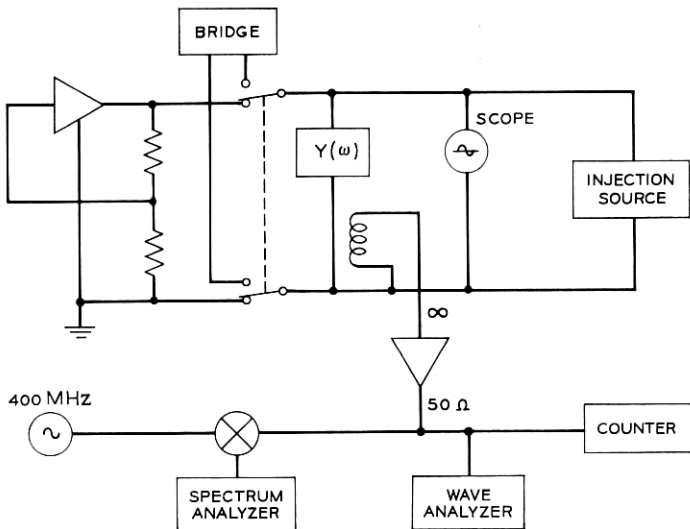 BRIDGE
SCOPE
Y(ω)
INJECTION
SOURCE
∞
400 MHz
50 Ω
COUNTER
SPECTRUM
ANALYZER
WAVE
ANALYZER